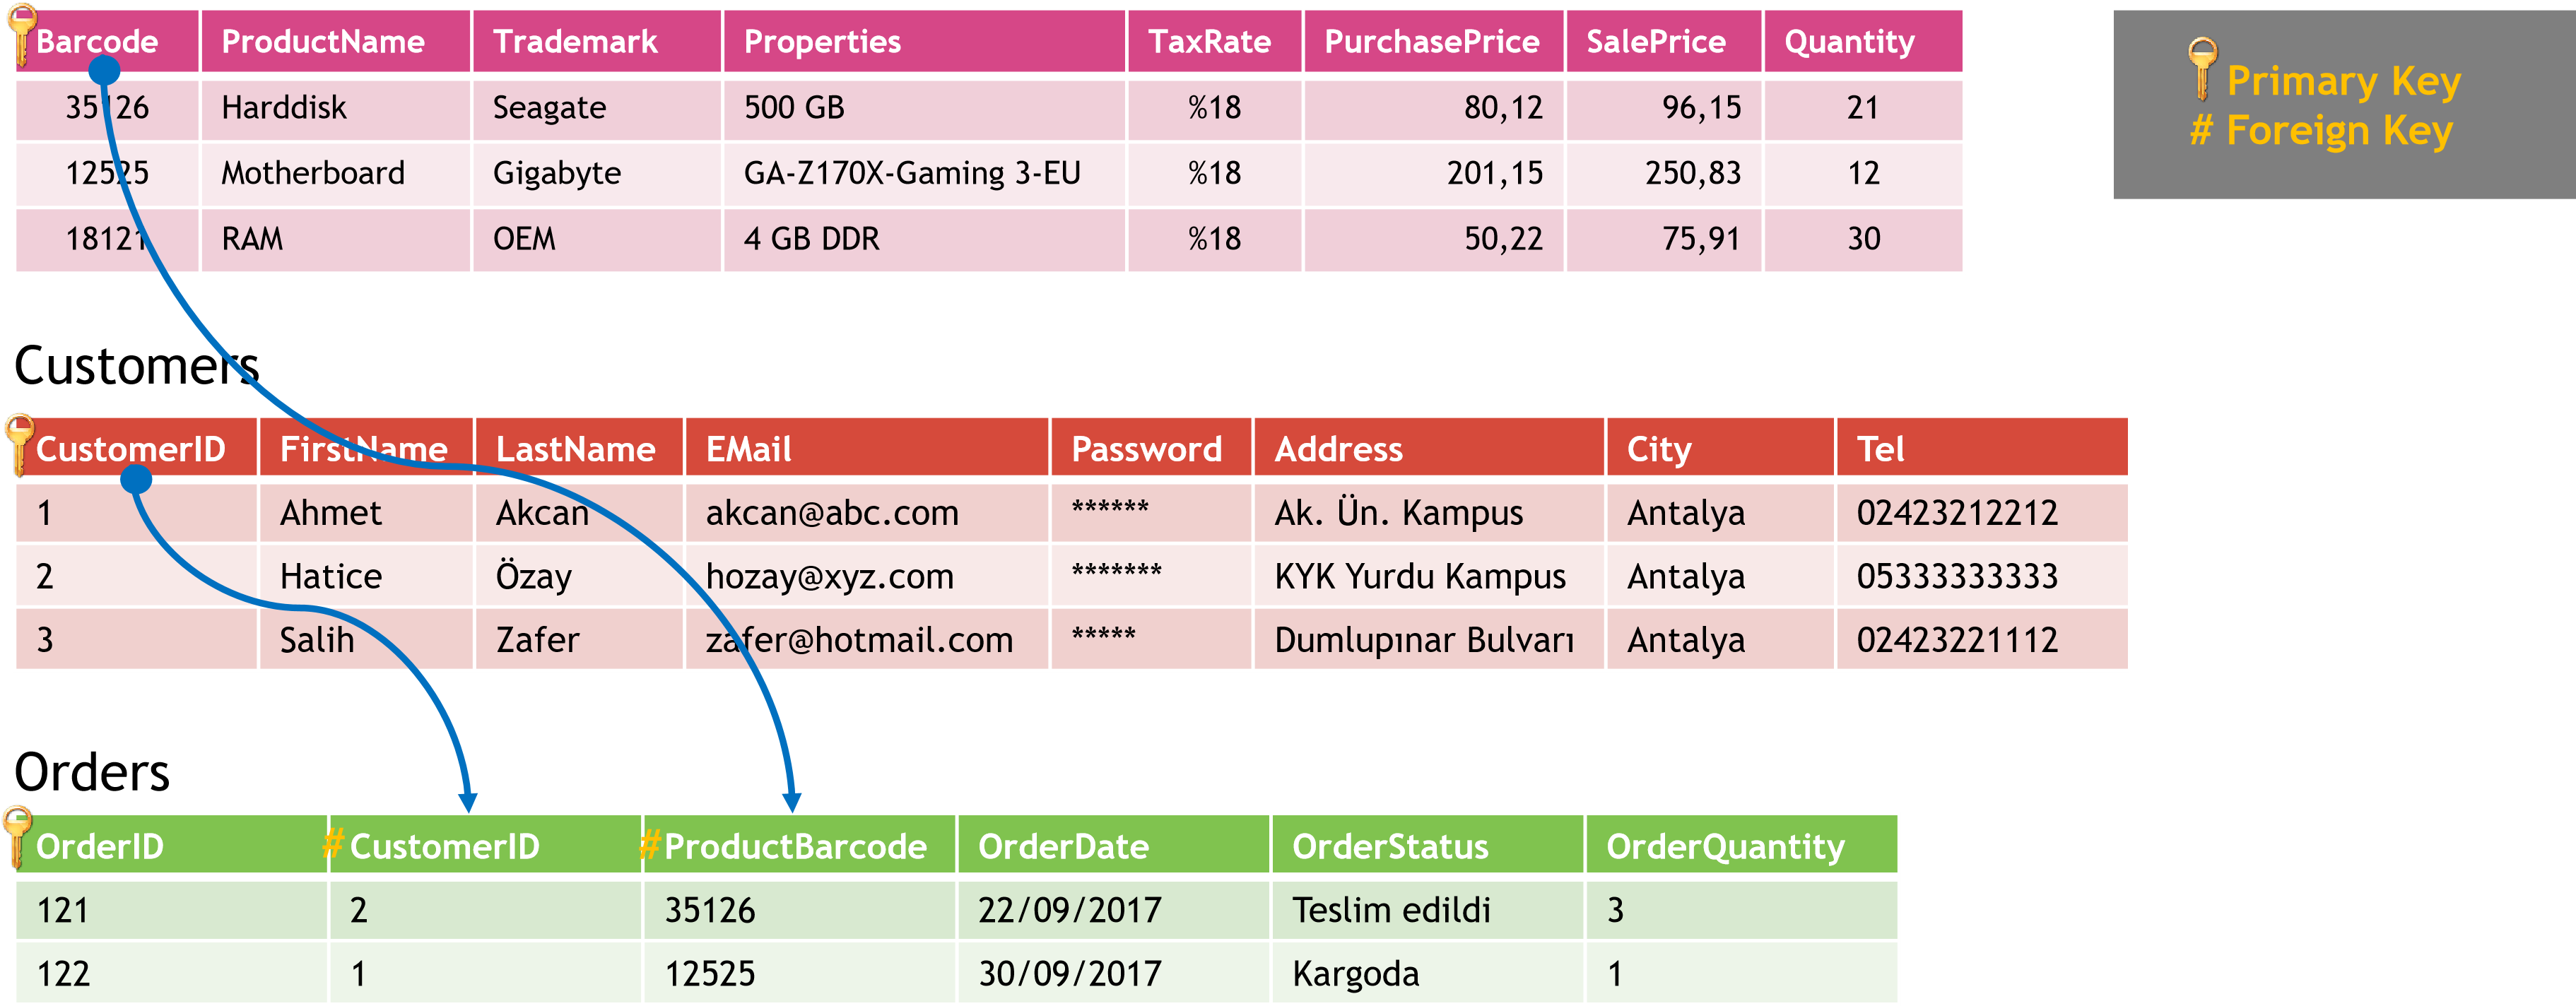 Barcode ProductName Trademark Properties TaxRate PurchasePrice SalePrice Quantity
35126 Harddisk Seagate 500 GB %18 80,12 96,15 21
12525 Motherboard Gigabyte GA-Z170X-Gaming 3-EU %18 201,15 250,83 12
18121 RAM OEM 4 GB DDR %18 50,22 75,91 30
Primary Key
# Foreign Key
Customers
CustomerID FirstName LastName EMail Password Address City Tel
1 Ahmet Akcan akcan@abc.com ****** Ak. Ün. Kampus Antalya 02423212212
2 Hatice Özay hozay@xyz.com ******* KYK Yurdu Kampus Antalya 05333333333
3 Salih Zafer zafer@hotmail.com ***** Dumlupınar Bulvarı Antalya 02423221112
Orders
OrderID # CustomerID # ProductBarcode OrderDate OrderStatus OrderQuantity
121 2 35126 22/09/2017 Teslim edildi 3
122 1 12525 30/09/2017 Kargoda 1